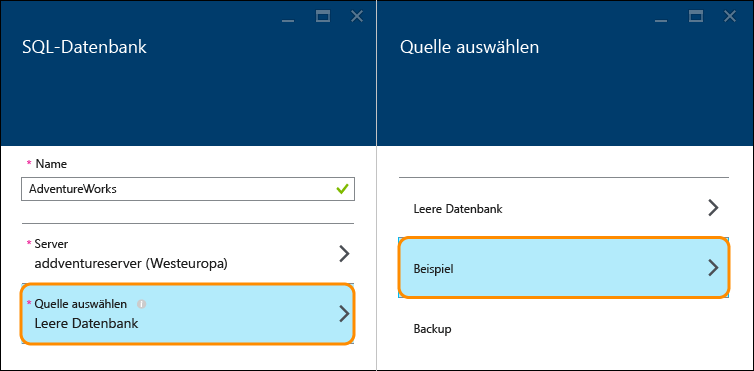 SQL-Datenbank
* Name
AdventureWorks
* Server
addventureserver (Westeuropa)
* Quelle auswählen
Leere Datenbank
Quelle auswählen
Leere Datenbank
Beispiel
Backup